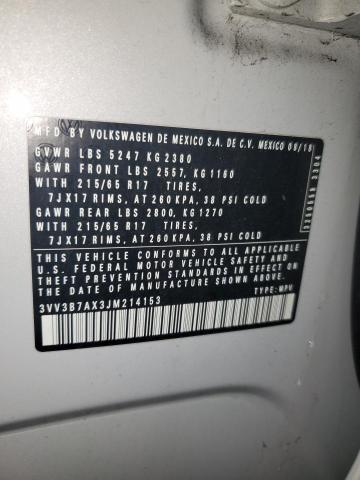 MFD BY VOLKSWAGEN DE MEXICO S.A. DE C.V. MEXICO 09/18
GVWR LBS 5247 KG 2380
GAWR FRONT LBS 2557, KG 1160
WITH 215/65 R17 TIRES,
7JX17 RIMS, AT 260 KPA, 38 PSI COLD
GAWR REAR LBS 2800, KG 1270
WITH 215/65 R17 TIRES,
7JX17 RIMS, AT 260 KPA, 38 PSI COLD
THIS VEHICLE CONFORMS TO ALL APPLICABLE
U.S. FEDERAL MOTOR VEHICLE SAFETY AND
THEFT PREVENTION STANDARDS IN EFFECT ON
THE DATE OF MANUFACTURE SHOWN ABOVE.
3VV3B7AX3JM214153
TYPE: MPV
3304